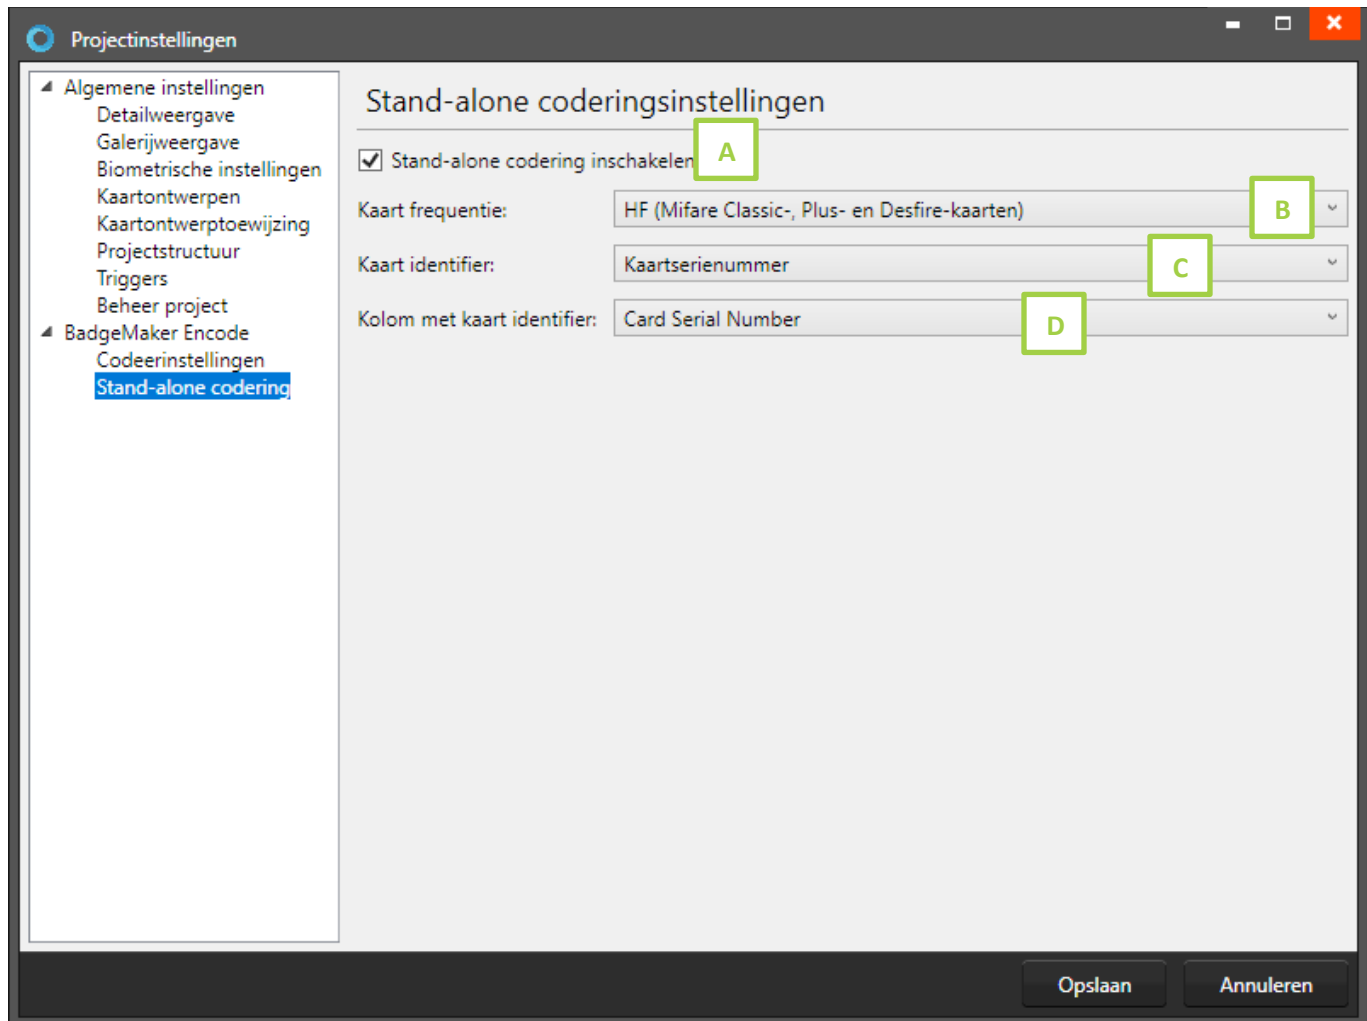 Projectinstellingen
Algemene instellingen
Detailweergave
Galerijweergave
Biometrische instellingen
Kaartontwerpen
Kaartontwerptoewijzing
Projectstructuur
Triggers
Beheer project
BadgeMaker Encode
Codeerinstellingen
Stand-alone codering
Stand-alone coderingsinstellingen
Stand-alone codering inschakelen A
Kaart frequentie: HF (Mifare Classic-, Plus- en Desfire-kaarten) B
Kaart identifier: Kaartserienummer C
Kolom met kaart identifier: Card Serial Number D
Opslaan Annuleren